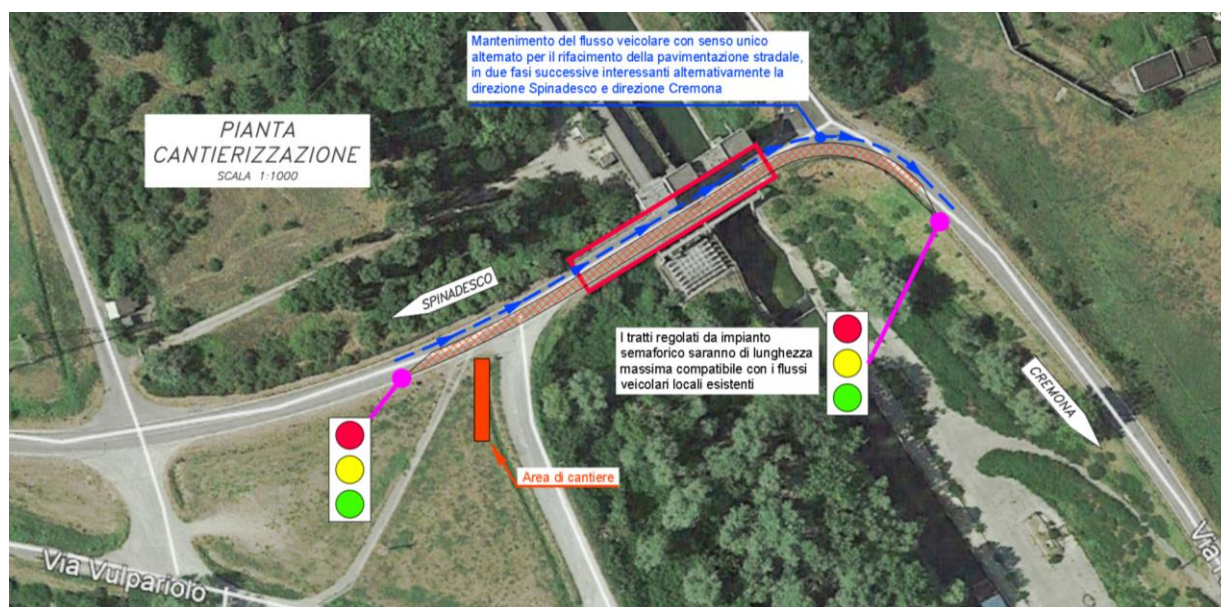 Mantenimento del flusso veicolare con senso unico
alternato per il rifacimento della pavimentazione stradale,
in due fasi successive interessanti alternativamente la
direzione Spinadesco e direzione Cremona
PIANTA
CANTIERIZZAZIONE
SCALA 1:1000
SPINADESCO
I tratti regolati da impianto
semaforico saranno di lunghezza
massima compatibile con i flussi
veicolari locali esistenti
CREMONA
Area di cantiere
Via Vulpariolo
Via